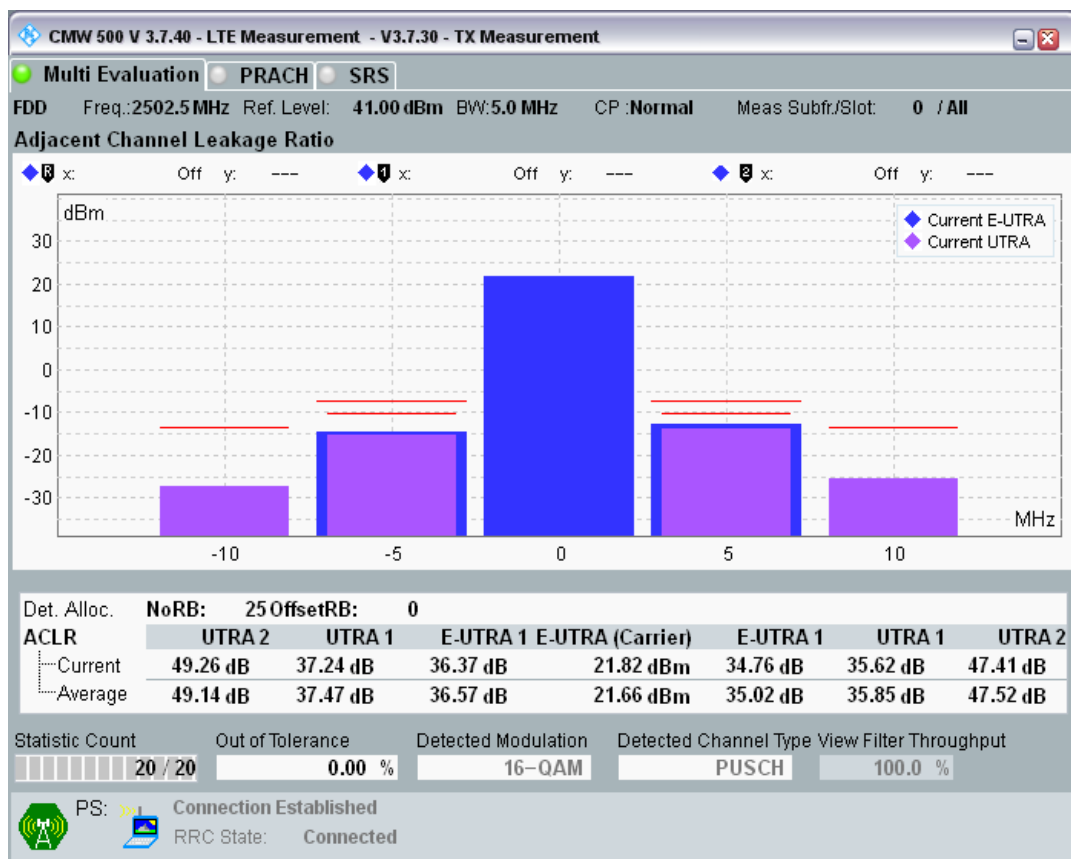 CMW 500 V 3.7.40 - LTE Measurement - V3.7.30 - TX Measurement
Multi Evaluation PRACH SRS
FDD Freq.:2502.5 MHz Ref. Level: 41.00 dBm BW:5.0 MHz CP :Normal Meas Subfr./Slot: 0 / All
Adjacent Channel Leakage Ratio
R x: Off y: --- 1 x: Off y: --- 2 x: Off y: ---
dBm
Current E-UTRA
Current UTRA
30
20
10
0
-10
-20
-30
MHz
-10 -5 0 5 10
Det. Alloc. NoRB: 25 OffsetRB: 0
ACLR UTRA 2 UTRA 1 E-UTRA 1 E-UTRA (Carrier) E-UTRA 1 UTRA 1 UTRA 2
Current 49.26 dB 37.24 dB 36.37 dB 21.82 dBm 34.76 dB 35.62 dB 47.41 dB
Average 49.14 dB 37.47 dB 36.57 dB 21.66 dBm 35.02 dB 35.85 dB 47.52 dB
Statistic Count Out of Tolerance Detected Modulation Detected Channel Type View Filter Throughput
20 / 20 0.00 % 16-QAM PUSCH 100.0 %
PS: Connection Established
RRC State: Connected